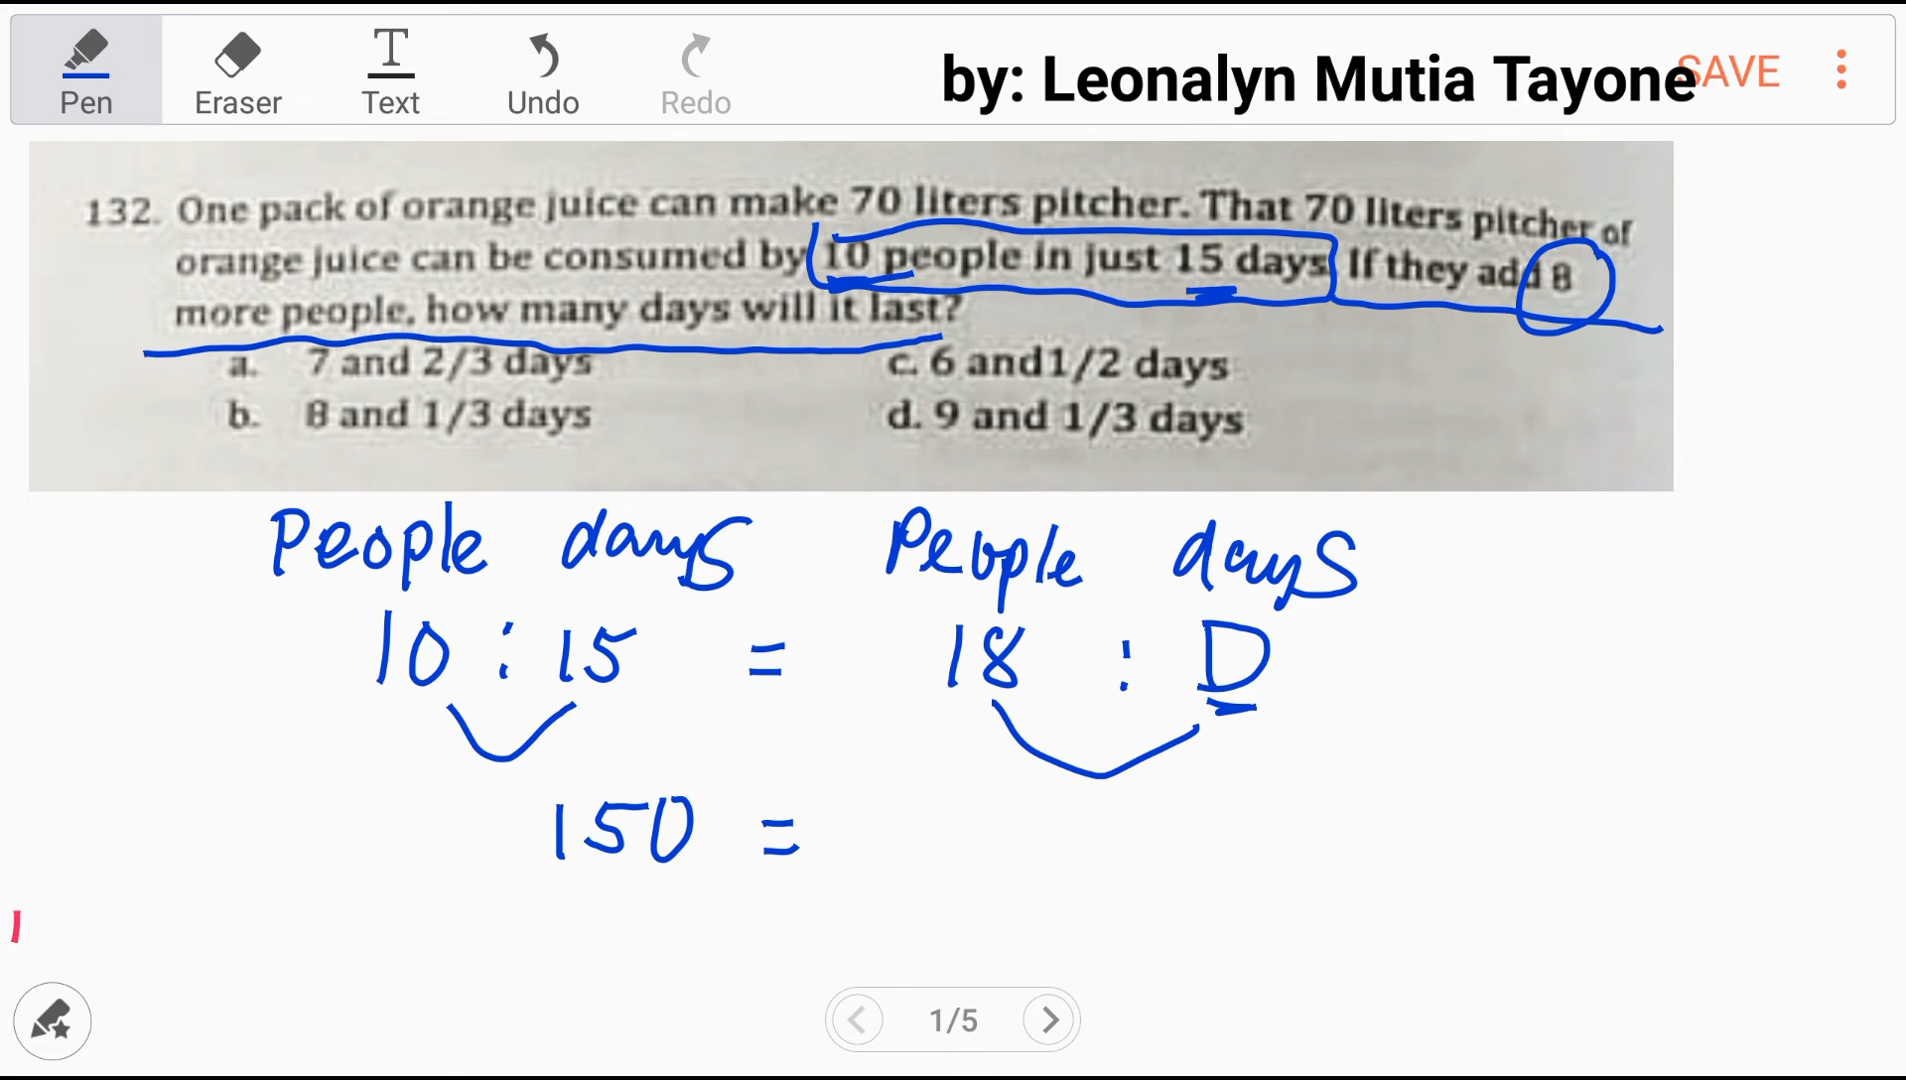 Pen Eraser Text Undo Redo by: Leonalyn Mutia Tayone SAVE
132. One pack of orange juice can make 70 liters pitcher. That 70 liters pitcher of
orange juice can be consumed by 10 people in just 15 days. If they add 8
more people, how many days will it last?
a. 7 and 2/3 days c. 6 and1/2 days
b. 8 and 1/3 days d. 9 and 1/3 days
People days People days
10 : 15 = 18 : D
150 =
1/5